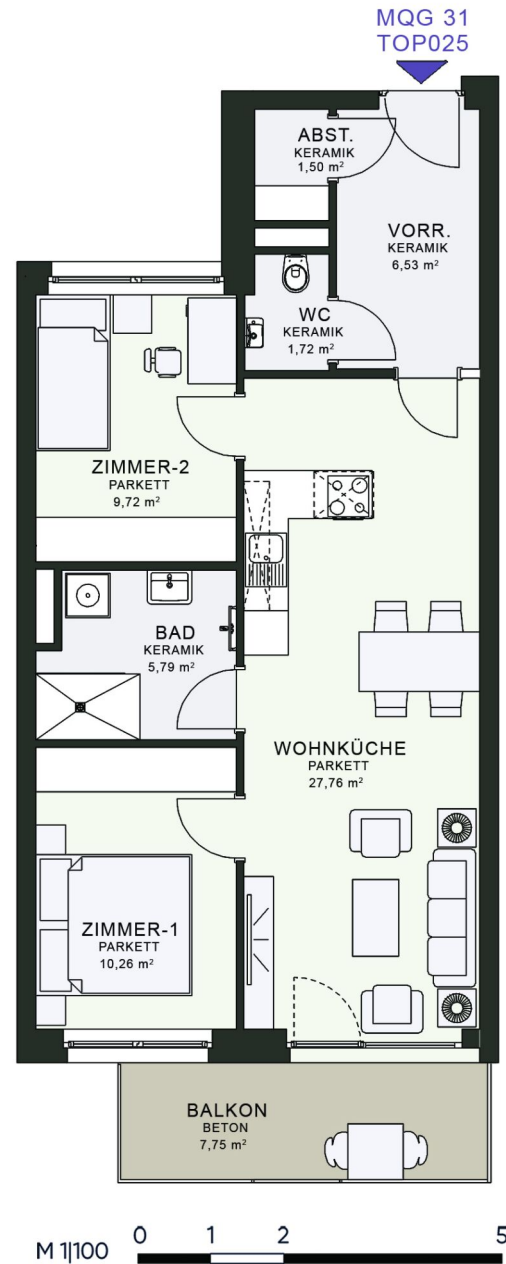 MQG 31
TOP025
ABST.
KERAMIK
1,50 m²
VORR.
KERAMIK
6,53 m²
WC
KERAMIK
1,72 m²
ZIMMER-2
PARKETT
9,72 m²
BAD
KERAMIK
5,79 m²
WOHNKÜCHE
PARKETT
27,76 m²
ZIMMER-1
PARKETT
10,26 m²
BALKON
BETON
7,75 m²
M 1|100 0 1 2 5